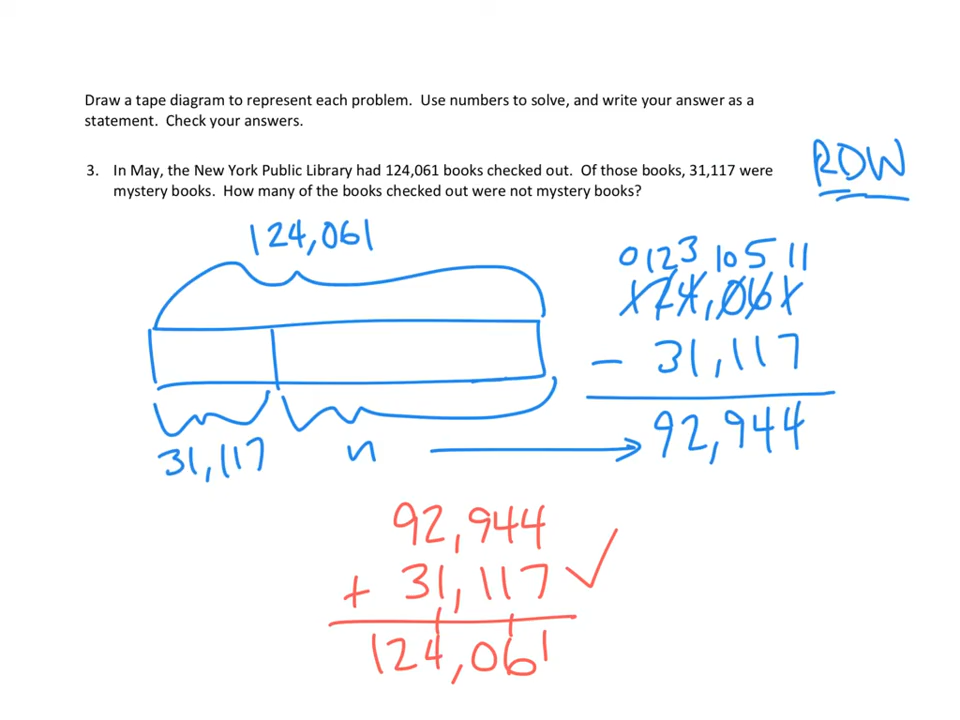 Draw a tape diagram to represent each problem. Use numbers to solve, and write your answer as a
statement. Check your answers.
3. In May, the New York Public Library had 124,061 books checked out. Of those books, 31,117 were
mystery books. How many of the books checked out were not mystery books?
RDW
124,061
31,117
n
0 12 3 10 5 11
124,061
- 31,117
92,944
92,944
+ 31,117
124,061